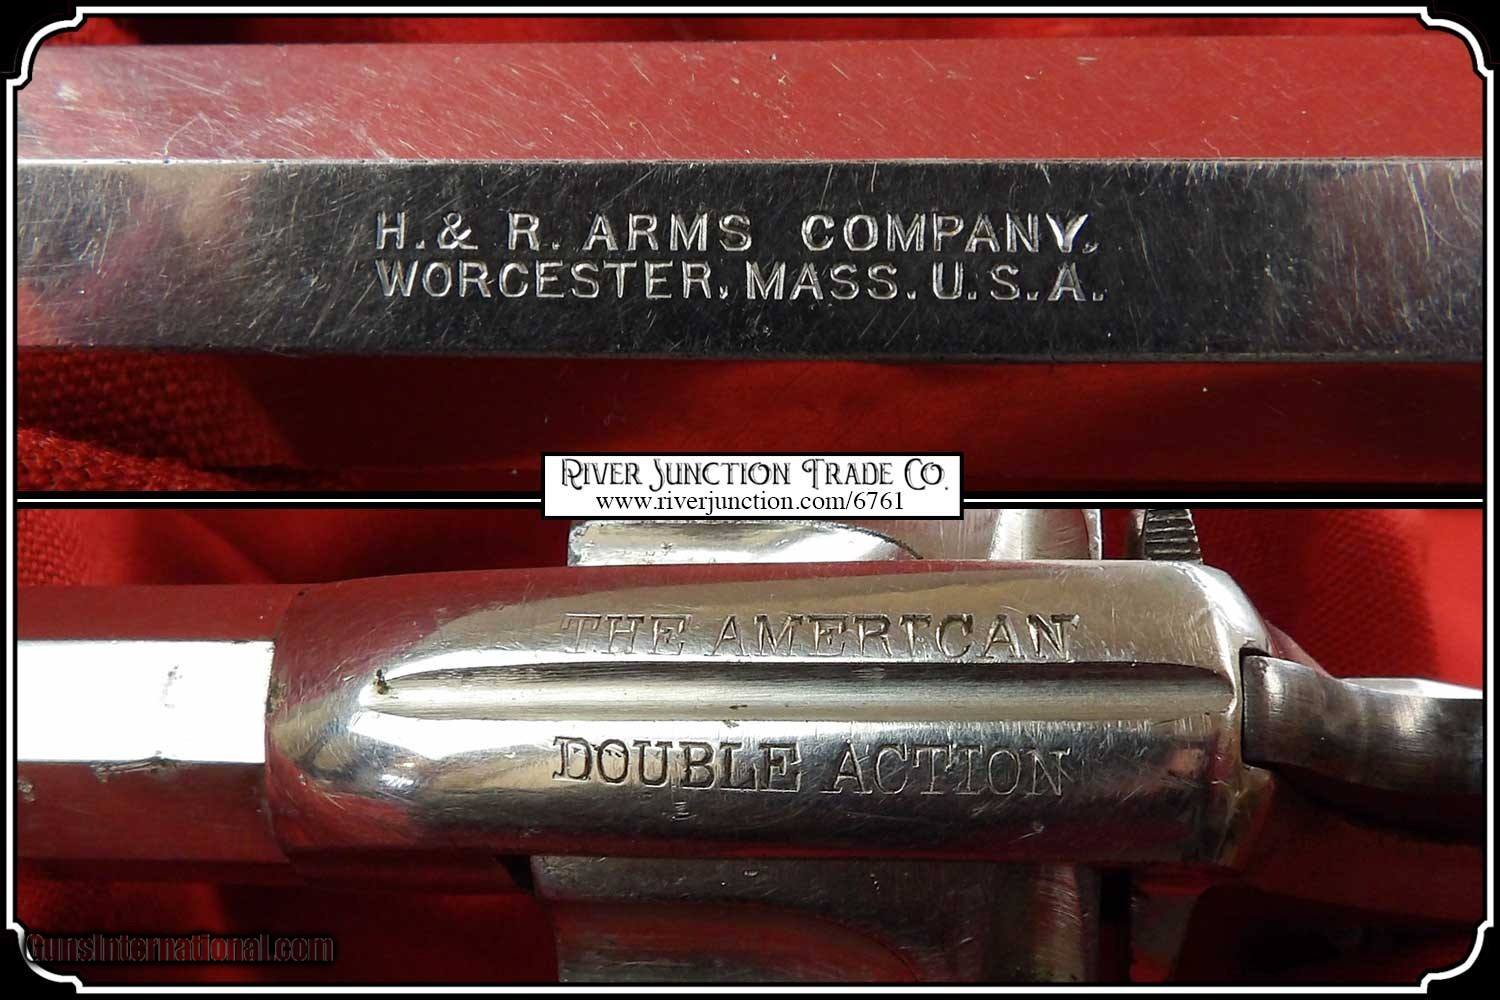 H. & R. ARMS COMPANY,
WORCESTER, MASS. U.S.A.
RIVER JUNCTION TRADE CO.
www.riverjunction.com/6761
THE AMERICAN
DOUBLE ACTION
GunsInternational.com